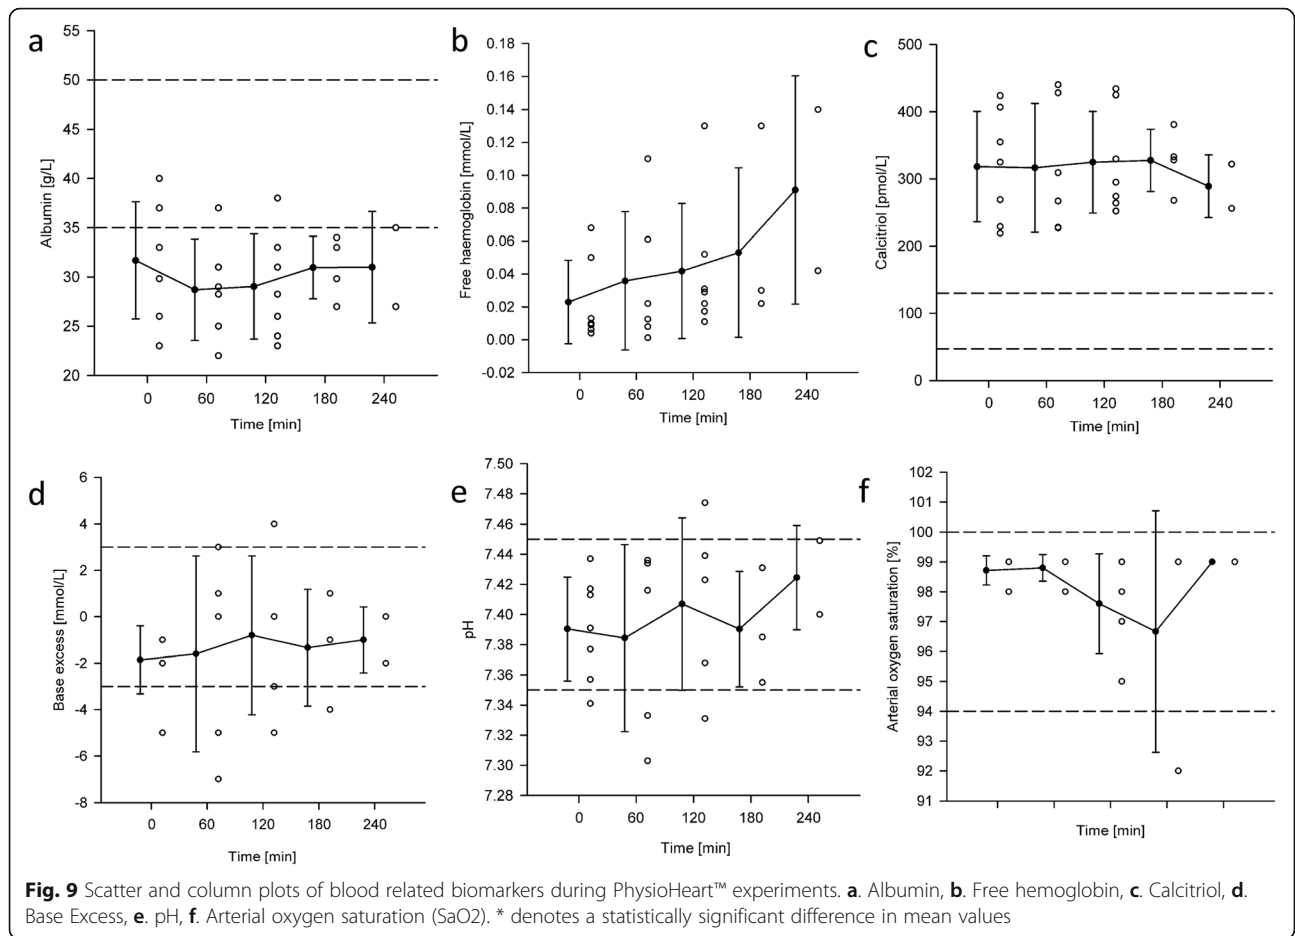 a
55
50
45
40
35
30
25
20
Albumin [g/L]
0 60 120 180 240
Time [min]
b
0.18
0.16
0.14
0.12
0.10
0.08
0.06
0.04
0.02
0.00
-0.02
Free haemoglobin [mmol/L]
0 60 120 180 240
Time [min]
c
500
400
300
200
100
0
Calcitriol [pmol/L]
0 60 120 180 240
Time [min]
d
6
4
2
0
-2
-4
-6
-8
Base excess [mmol/L]
0 60 120 180 240
Time [min]
e
7.50
7.48
7.46
7.44
7.42
7.40
7.38
7.36
7.34
7.32
7.30
7.28
pH
0 60 120 180 240
Time [min]
f
102
101
100
99
98
97
96
95
94
93
92
91
Arterial oxygen saturation [%]
Time [min]
Fig. 9 Scatter and column plots of blood related biomarkers during PhysioHeart™ experiments. a. Albumin, b. Free hemoglobin, c. Calcitriol, d.
Base Excess, e. pH, f. Arterial oxygen saturation (SaO2). * denotes a statistically significant difference in mean values